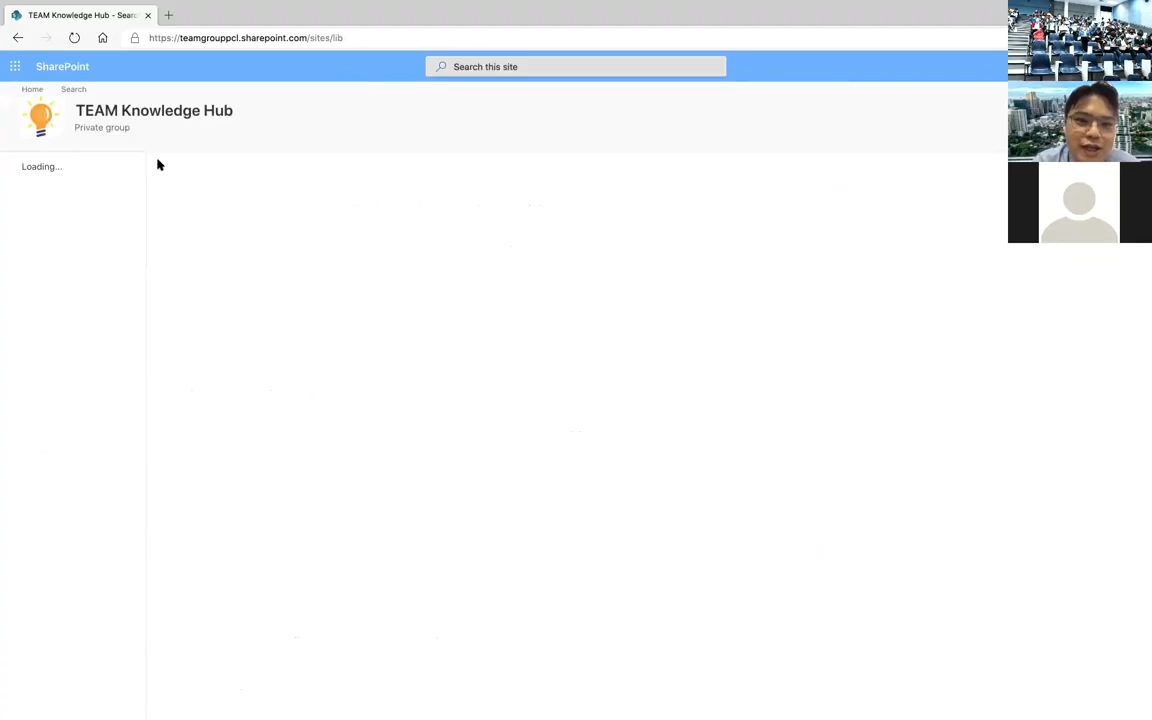 TEAM Knowledge Hub - Searc
https://teamgrouppcl.sharepoint.com/sites/lib
SharePoint
Search this site
Home Search
TEAM Knowledge Hub
Private group
Loading...